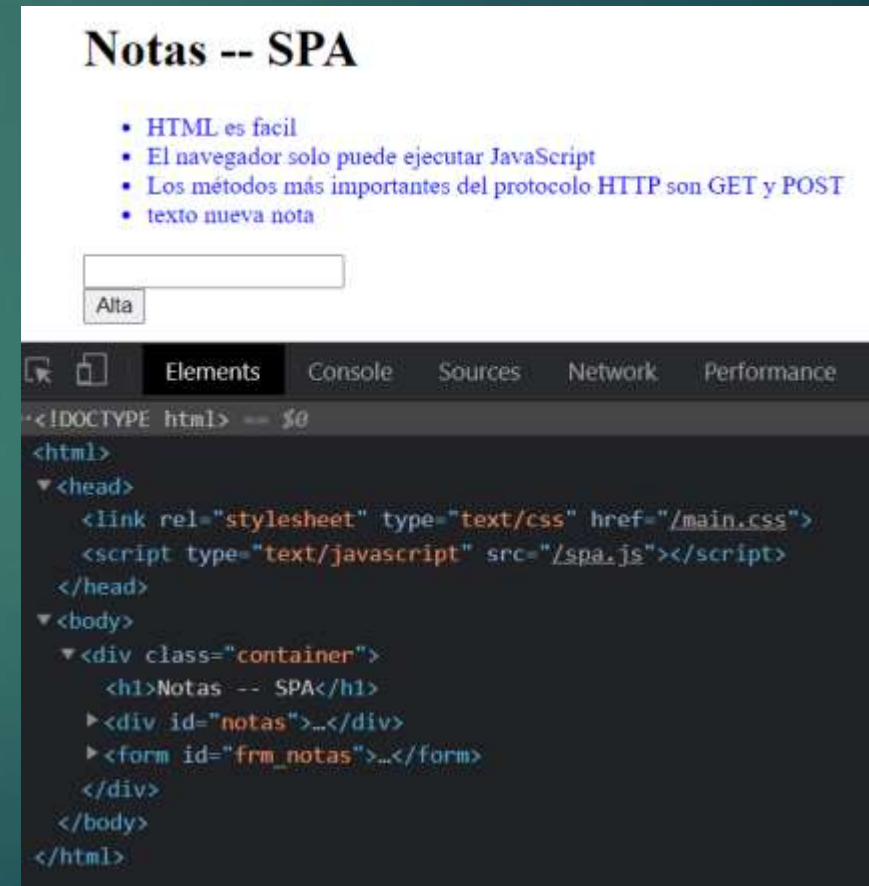 Notas -- SPA
• HTML es facil
• El navegador solo puede ejecutar JavaScript
• Los métodos más importantes del protocolo HTTP son GET y POST
• texto nueva nota
Alta
Elements Console Sources Network Performance
<!DOCTYPE html> == $0
<html>
<head>
<link rel="stylesheet" type="text/css" href="/main.css">
<script type="text/javascript" src="/spa.js"></script>
</head>
<body>
<div class="container">
<h1>Notas -- SPA</h1>
<div id="notas">…</div>
<form id="frm_notas">…</form>
</div>
</body>
</html>